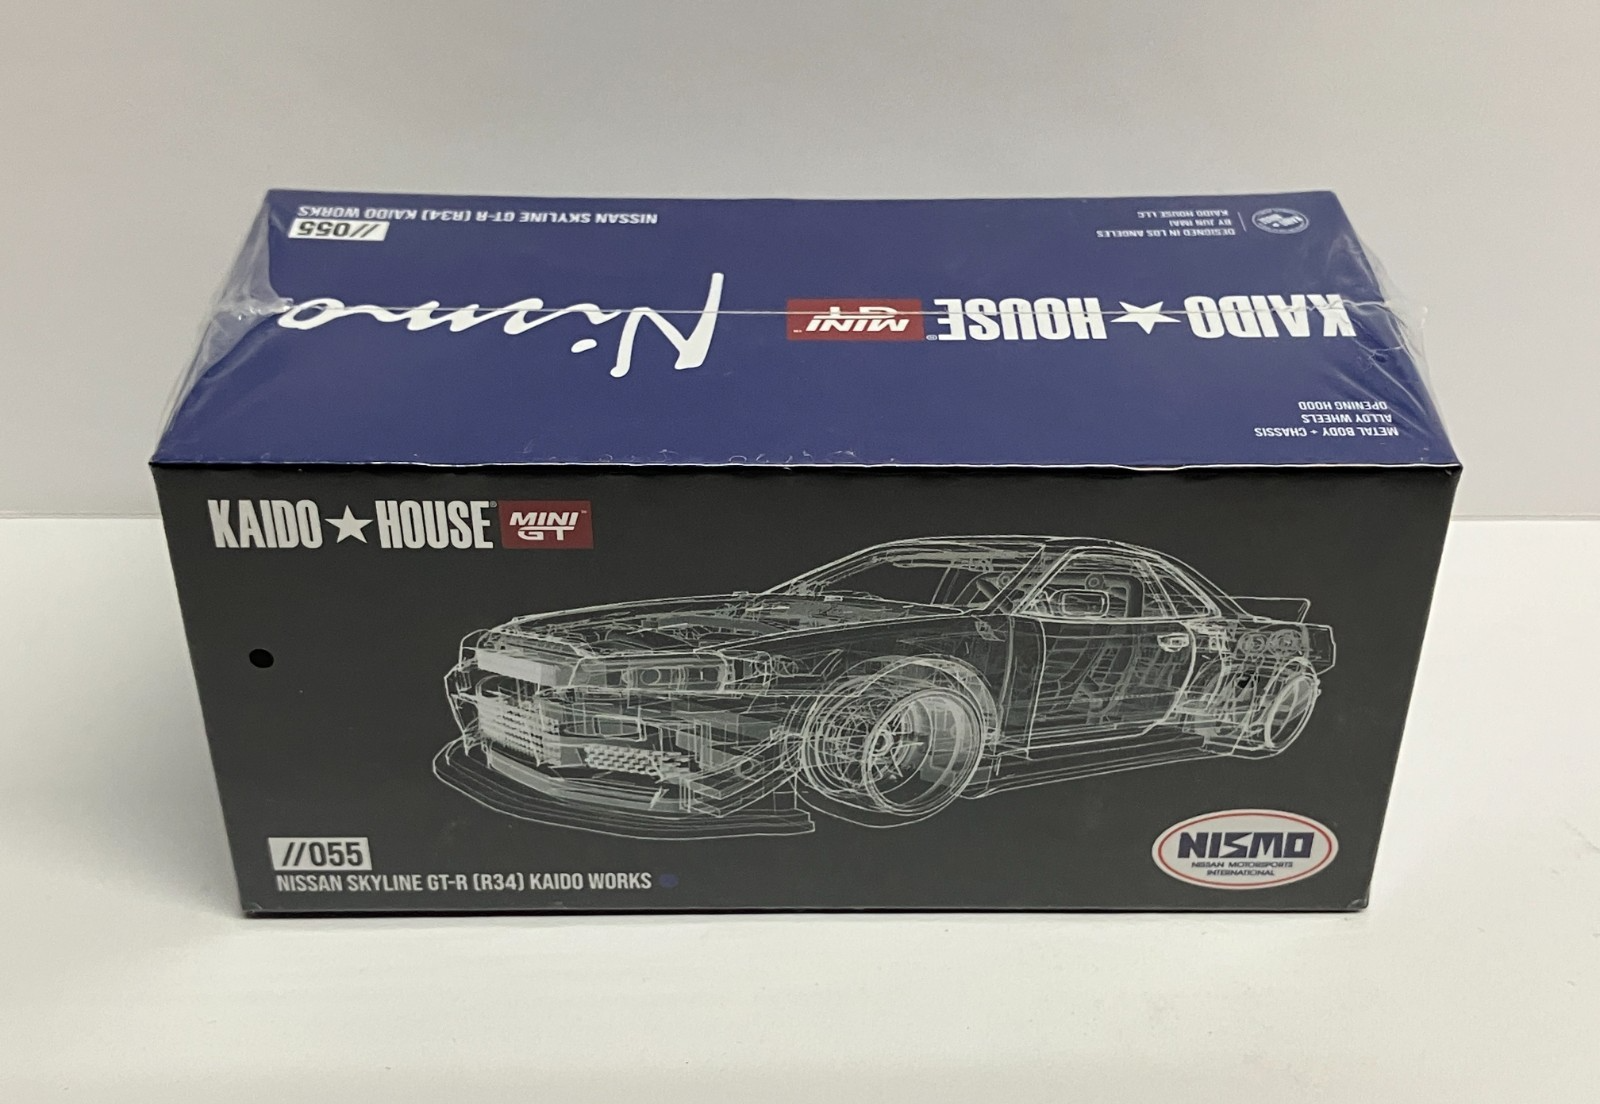 NISSAN SKYLINE GT-R (R34) KAIDO WORKS
//055
DESIGNED IN LOS ANGELES
BY JUN IMAI
KAIDO HOUSE LLC
KAIDO★HOUSE® MINI GT™
Nismo
METAL BODY + CHASSIS
ALLOY WHEELS
OPENING HOOD
KAIDO★HOUSE® MINI GT™
//055
NISSAN SKYLINE GT-R (R34) KAIDO WORKS
NISMO
NISSAN MOTORSPORTS
INTERNATIONAL